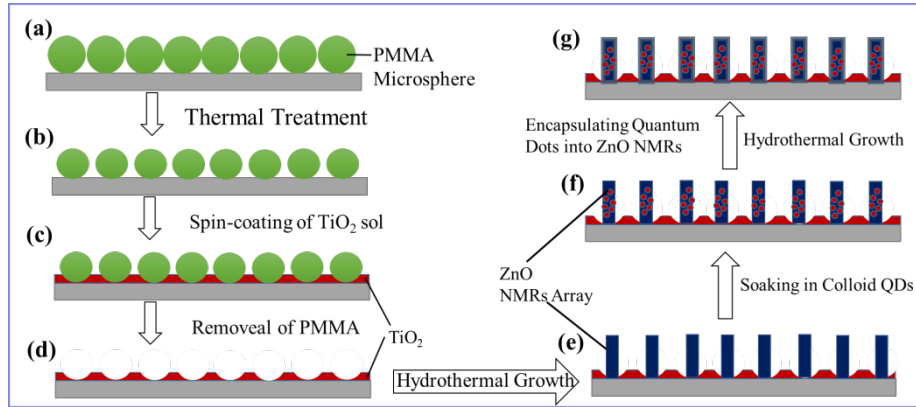 (a)
PMMA
Microsphere
Thermal Treatment
(b)
Spin-coating of TiO₂ sol
(c)
Removeal of PMMA
TiO₂
(d)
Hydrothermal Growth
(e)
ZnO
NMRs Array
Soaking in Colloid QDs
(f)
Encapsulating Quantum
Dots into ZnO NMRs
Hydrothermal Growth
(g)